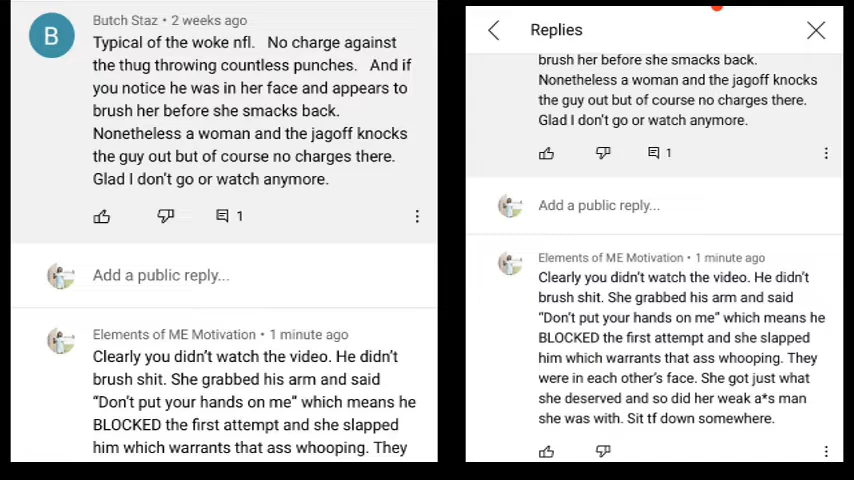 Butch Staz • 2 weeks ago
Typical of the woke nfl. No charge against
the thug throwing countless punches. And if
you notice he was in her face and appears to
brush her before she smacks back.
Nonetheless a woman and the jagoff knocks
the guy out but of course no charges there.
Glad I don't go or watch anymore.
1
Add a public reply...
Elements of ME Motivation • 1 minute ago
Clearly you didn't watch the video. He didn't
brush shit. She grabbed his arm and said
“Don't put your hands on me” which means he
BLOCKED the first attempt and she slapped
him which warrants that ass whooping. They
Replies
brush her before she smacks back.
Nonetheless a woman and the jagoff knocks
the guy out but of course no charges there.
Glad I don't go or watch anymore.
1
Add a public reply...
Elements of ME Motivation • 1 minute ago
Clearly you didn't watch the video. He didn't
brush shit. She grabbed his arm and said
“Don't put your hands on me” which means he
BLOCKED the first attempt and she slapped
him which warrants that ass whooping. They
were in each other's face. She got just what
she deserved and so did her weak a*s man
she was with. Sit tf down somewhere.
B